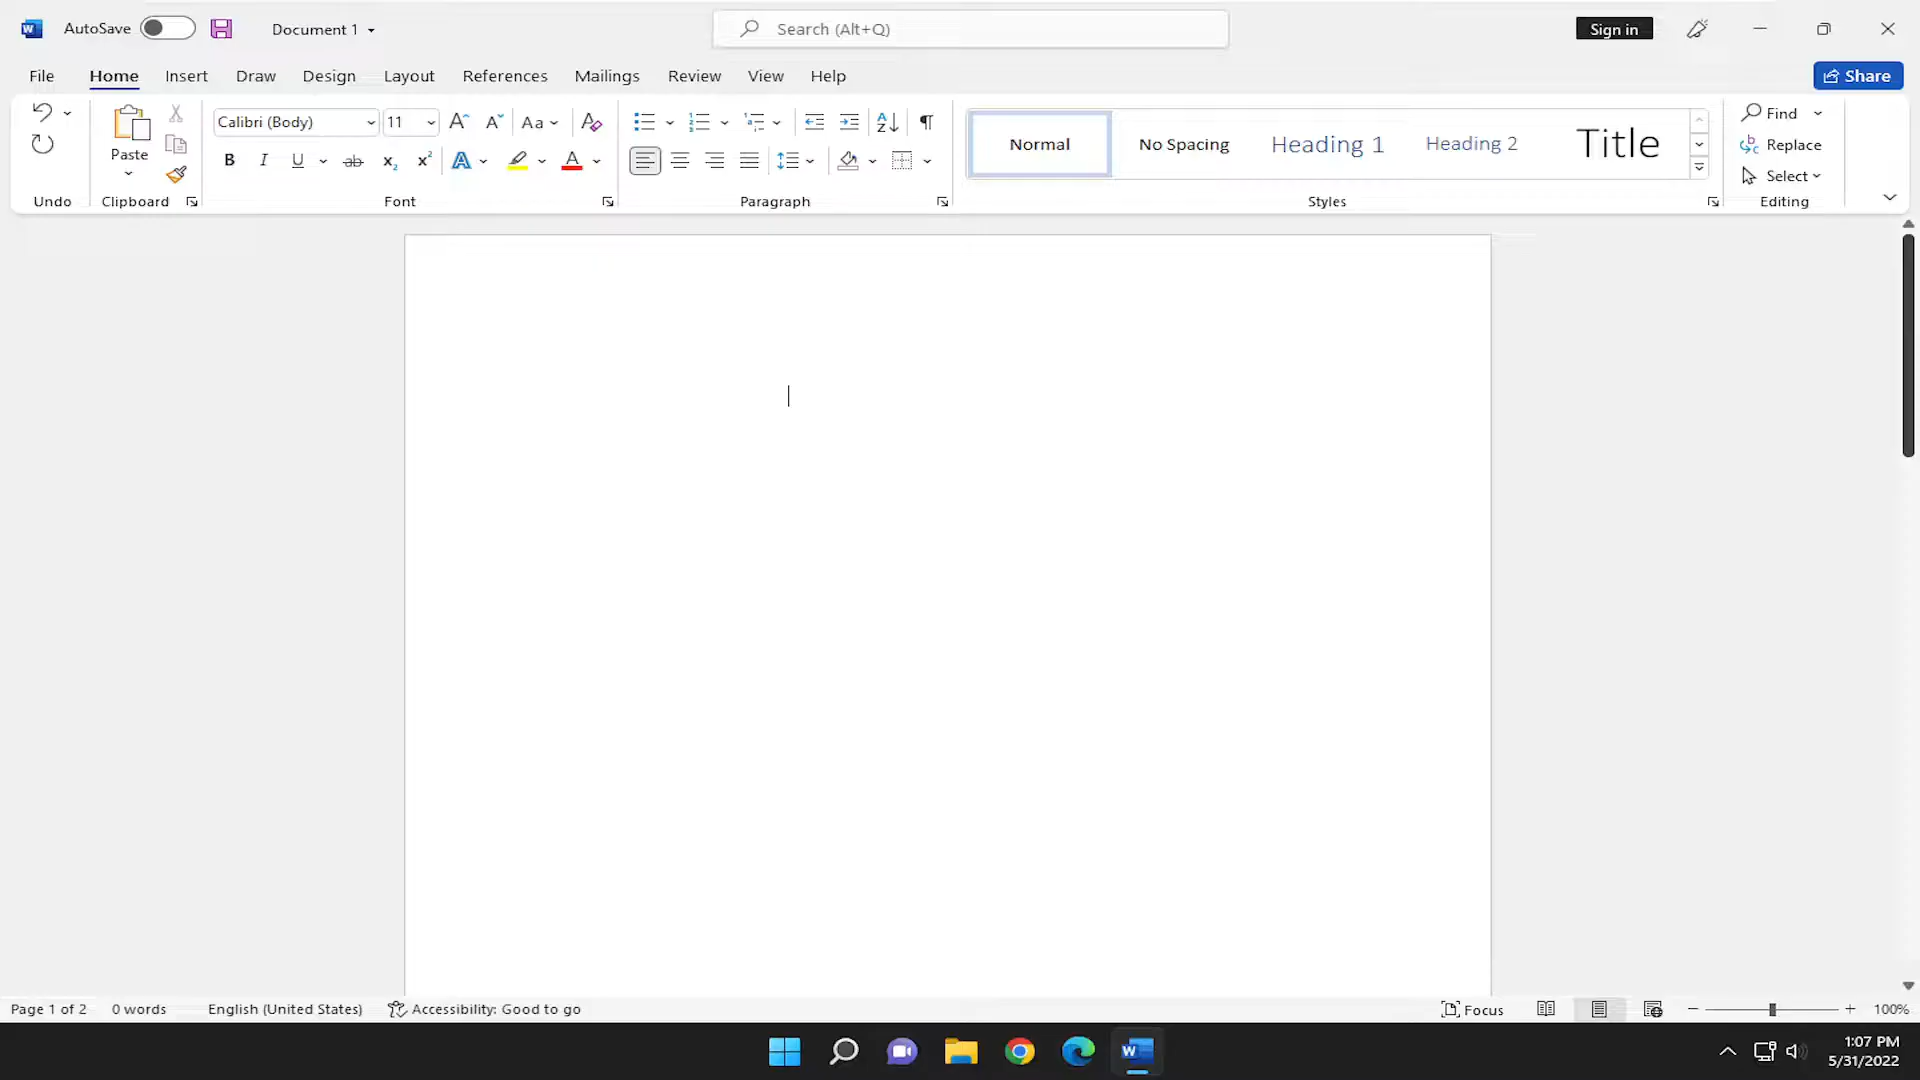 AutoSave
Document 1
Search (Alt+Q)
Sign in
File Home Insert Draw Design Layout References Mailings Review View Help
Share
Paste
Calibri (Body) 11
Aa
B I U ab x2 x2 A A
Normal
No Spacing
Heading 1
Heading 2
Title
Find
Replace
Select
Undo Clipboard Font Paragraph Styles Editing
Page 1 of 2 0 words English (United States) Accessibility: Good to go
Focus
100%
1:07 PM
5/31/2022